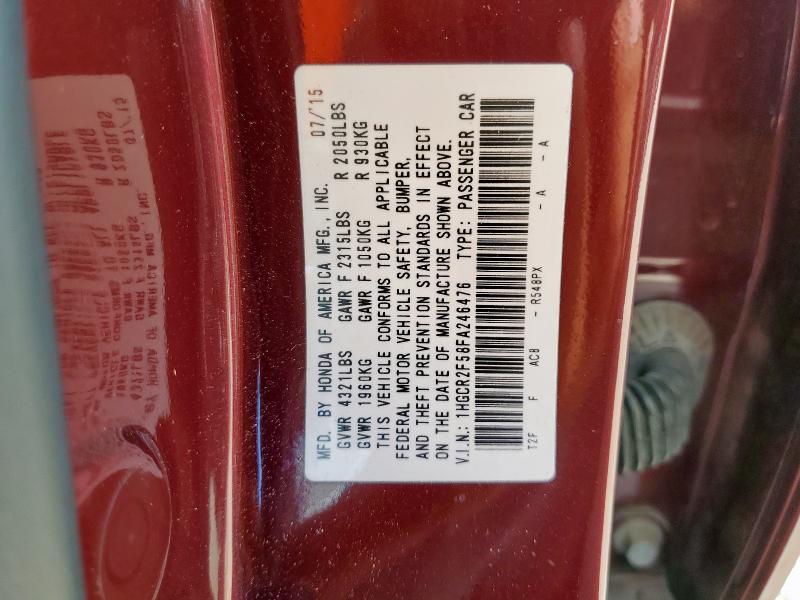 MFD. BY HONDA OF AMERICA MFG., INC. 07/'15
GVWR 4321LBS GAWR F 2315LBS R 2050LBS
GVWR 1960KG GAWR F 1050KG R 930KG
THIS VEHICLE CONFORMS TO ALL APPLICABLE
FEDERAL MOTOR VEHICLE SAFETY, BUMPER,
AND THEFT PREVENTION STANDARDS IN EFFECT
ON THE DATE OF MANUFACTURE SHOWN ABOVE.
V.I.N.: 1HGCR2F58FA246476 TYPE: PASSENGER CAR
T2F F AC8 - R548PX - A - A